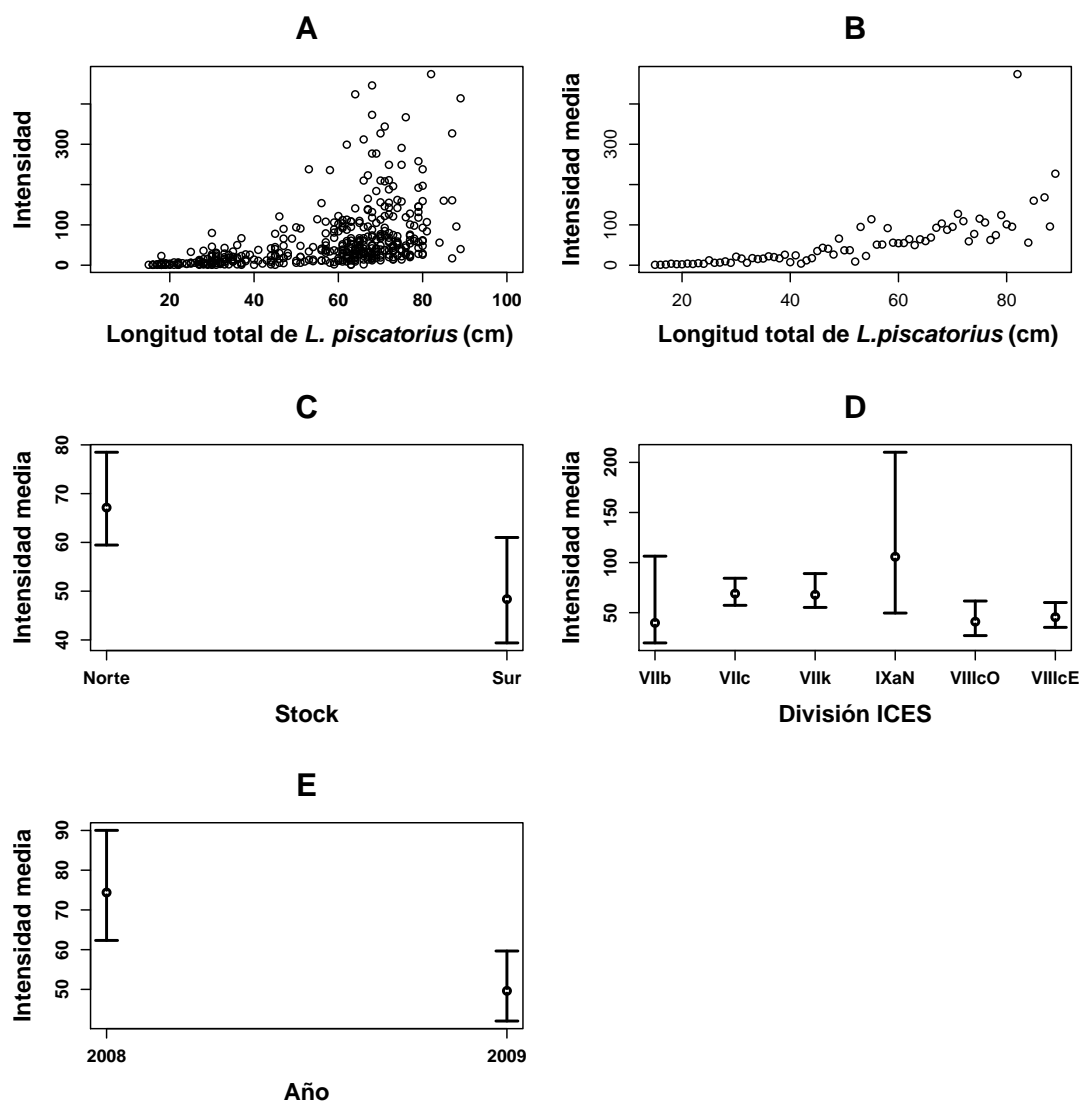 A
Intensidad
0
100
300
20
40
60
80
100
Longitud total de L. piscatorius (cm)
B
Intensidad media
0
100
300
20
40
60
80
Longitud total de L.piscatorius (cm)
C
Intensidad media
40
50
60
70
80
Norte
Sur
Stock
D
Intensidad media
50
100
150
200
VIIb
VIIc
VIIk
IXaN
VIIIcO
VIIIcE
División ICES
E
Intensidad media
50
60
70
80
90
2008
2009
Año